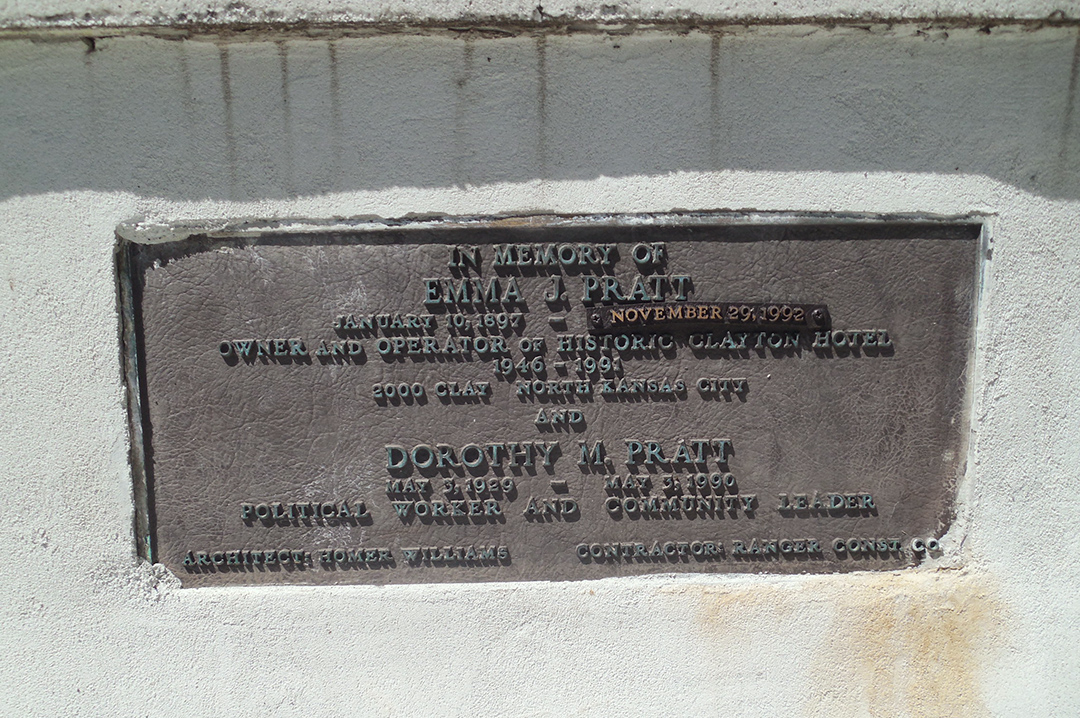 IN MEMORY OF
EMMA J. PRATT
JANUARY 10, 1897 - NOVEMBER 29, 1992
OWNER AND OPERATOR OF HISTORIC CLAYTON HOTEL
1946 - 1991
2000 CLAY NORTH KANSAS CITY
AND
DOROTHY M. PRATT
MAY 5, 1929 - MAY 3, 1990
POLITICAL WORKER AND COMMUNITY LEADER
ARCHITECT: HOMER WILLIAMS CONTRACTOR: RANGER CONST. CO.